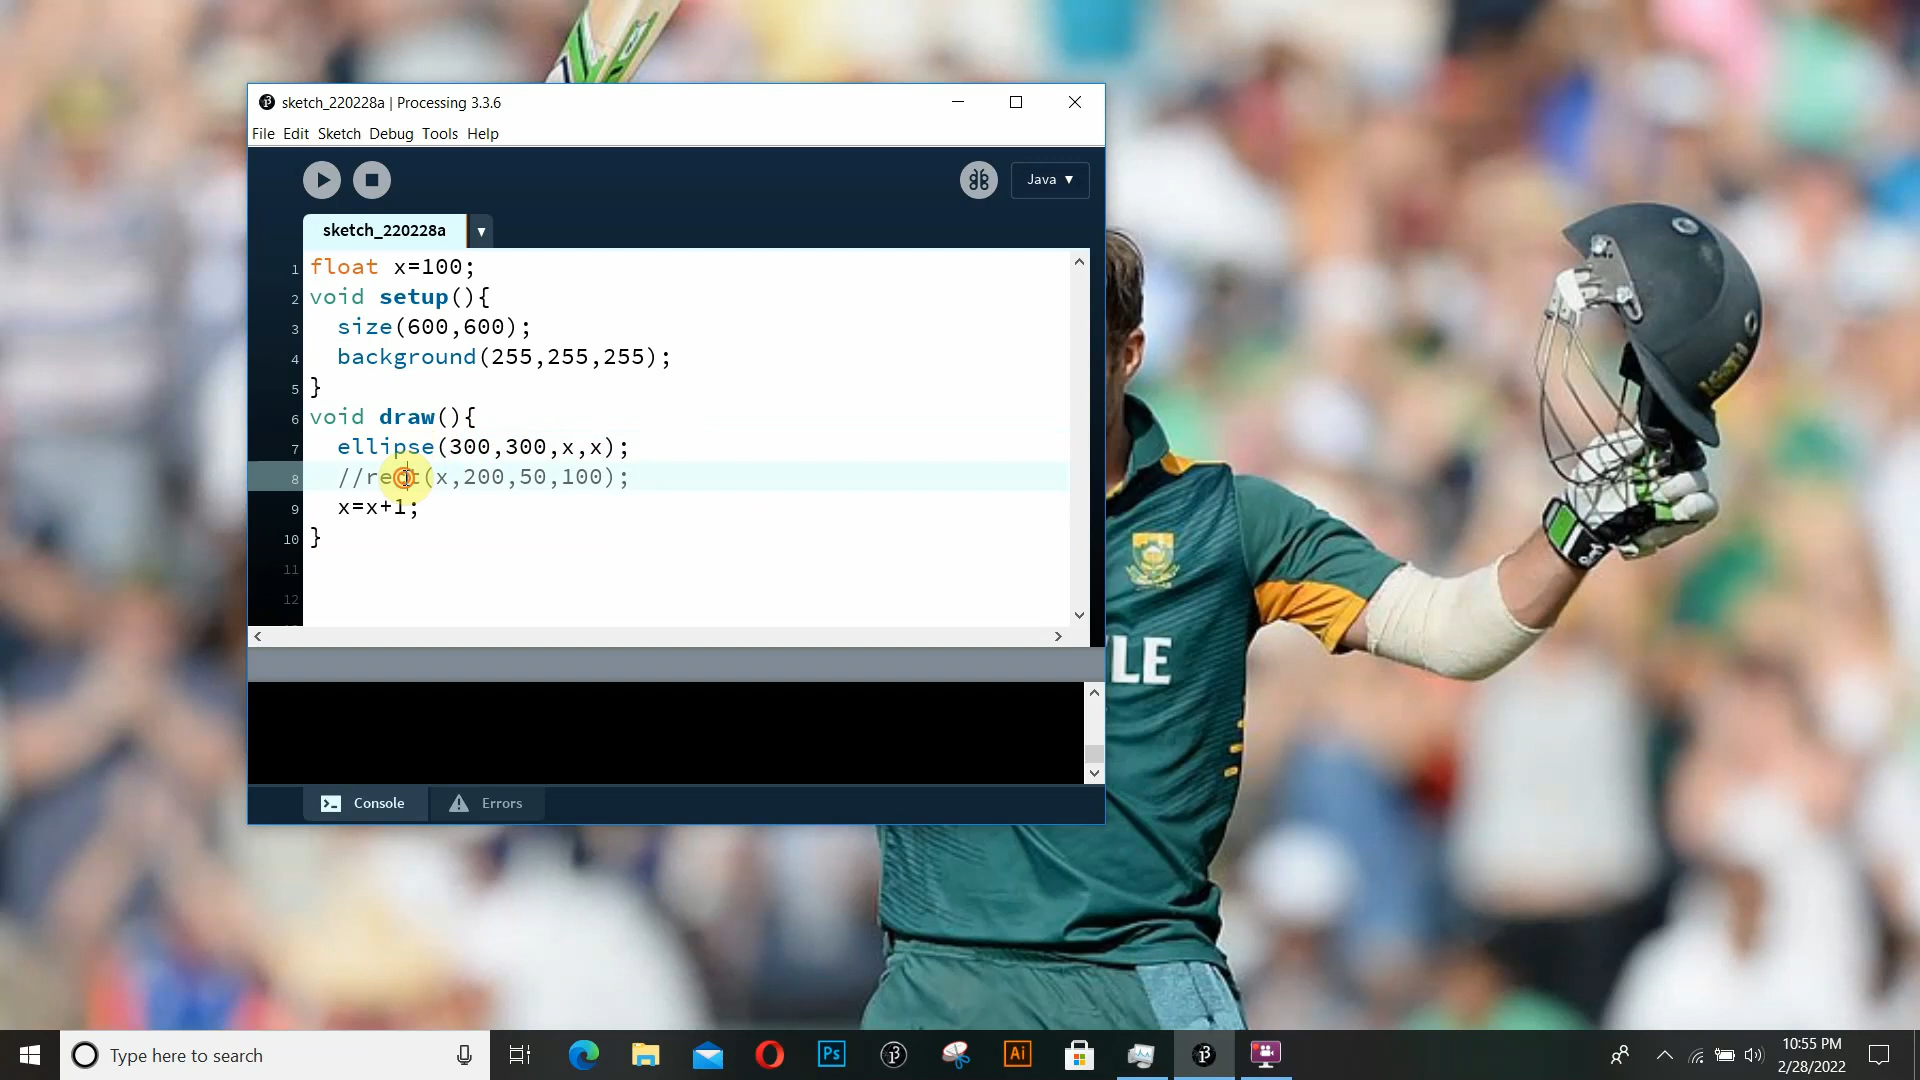 sketch_220228a | Processing 3.3.6
File Edit Sketch Debug Tools Help
Java ▼
sketch_220228a ▼
1 float x=100;
2 void setup(){
3 size(600,600);
4 background(255,255,255);
5 }
6 void draw(){
7 ellipse(300,300,x,x);
8 //rect(x,200,50,100);
9 x=x+1;
10 }
11
12
LE
Console
Errors
Type here to search
Ps
Ai
10:55 PM
2/28/2022